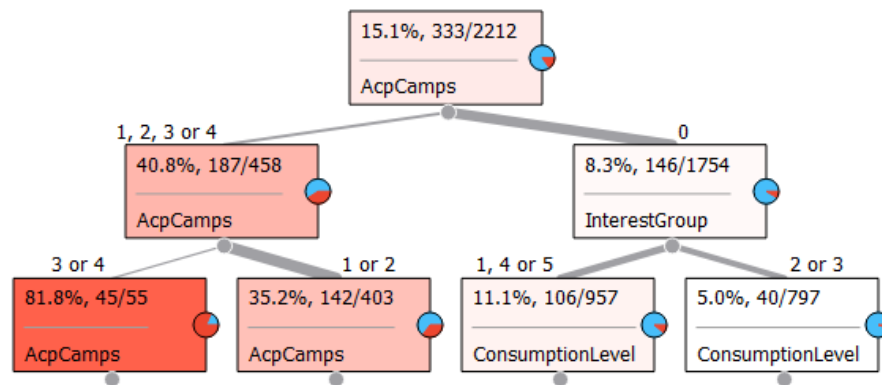 15.1%, 333/2212
AcpCamps
1, 2, 3 or 4
0
40.8%, 187/458
AcpCamps
8.3%, 146/1754
InterestGroup
3 or 4
1 or 2
1, 4 or 5
2 or 3
81.8%, 45/55
AcpCamps
35.2%, 142/403
AcpCamps
11.1%, 106/957
ConsumptionLevel
5.0%, 40/797
ConsumptionLevel